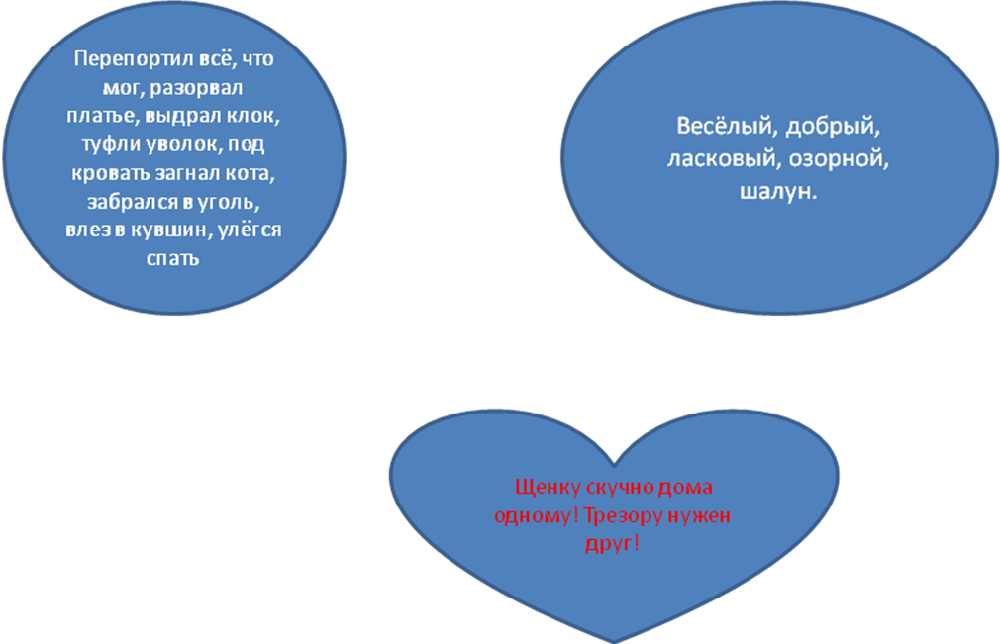 Перепортил всё, что
мог, разорвал
платье, выдрал клок,
туфли уволок, под
кровать загнал кота,
забрался в уголь,
влез в кувшин, улёгся
спать
Весёлый, добрый,
ласковый, озорной,
шалун.
Щенку скучно дома
одному! Трезору нужен
друг!